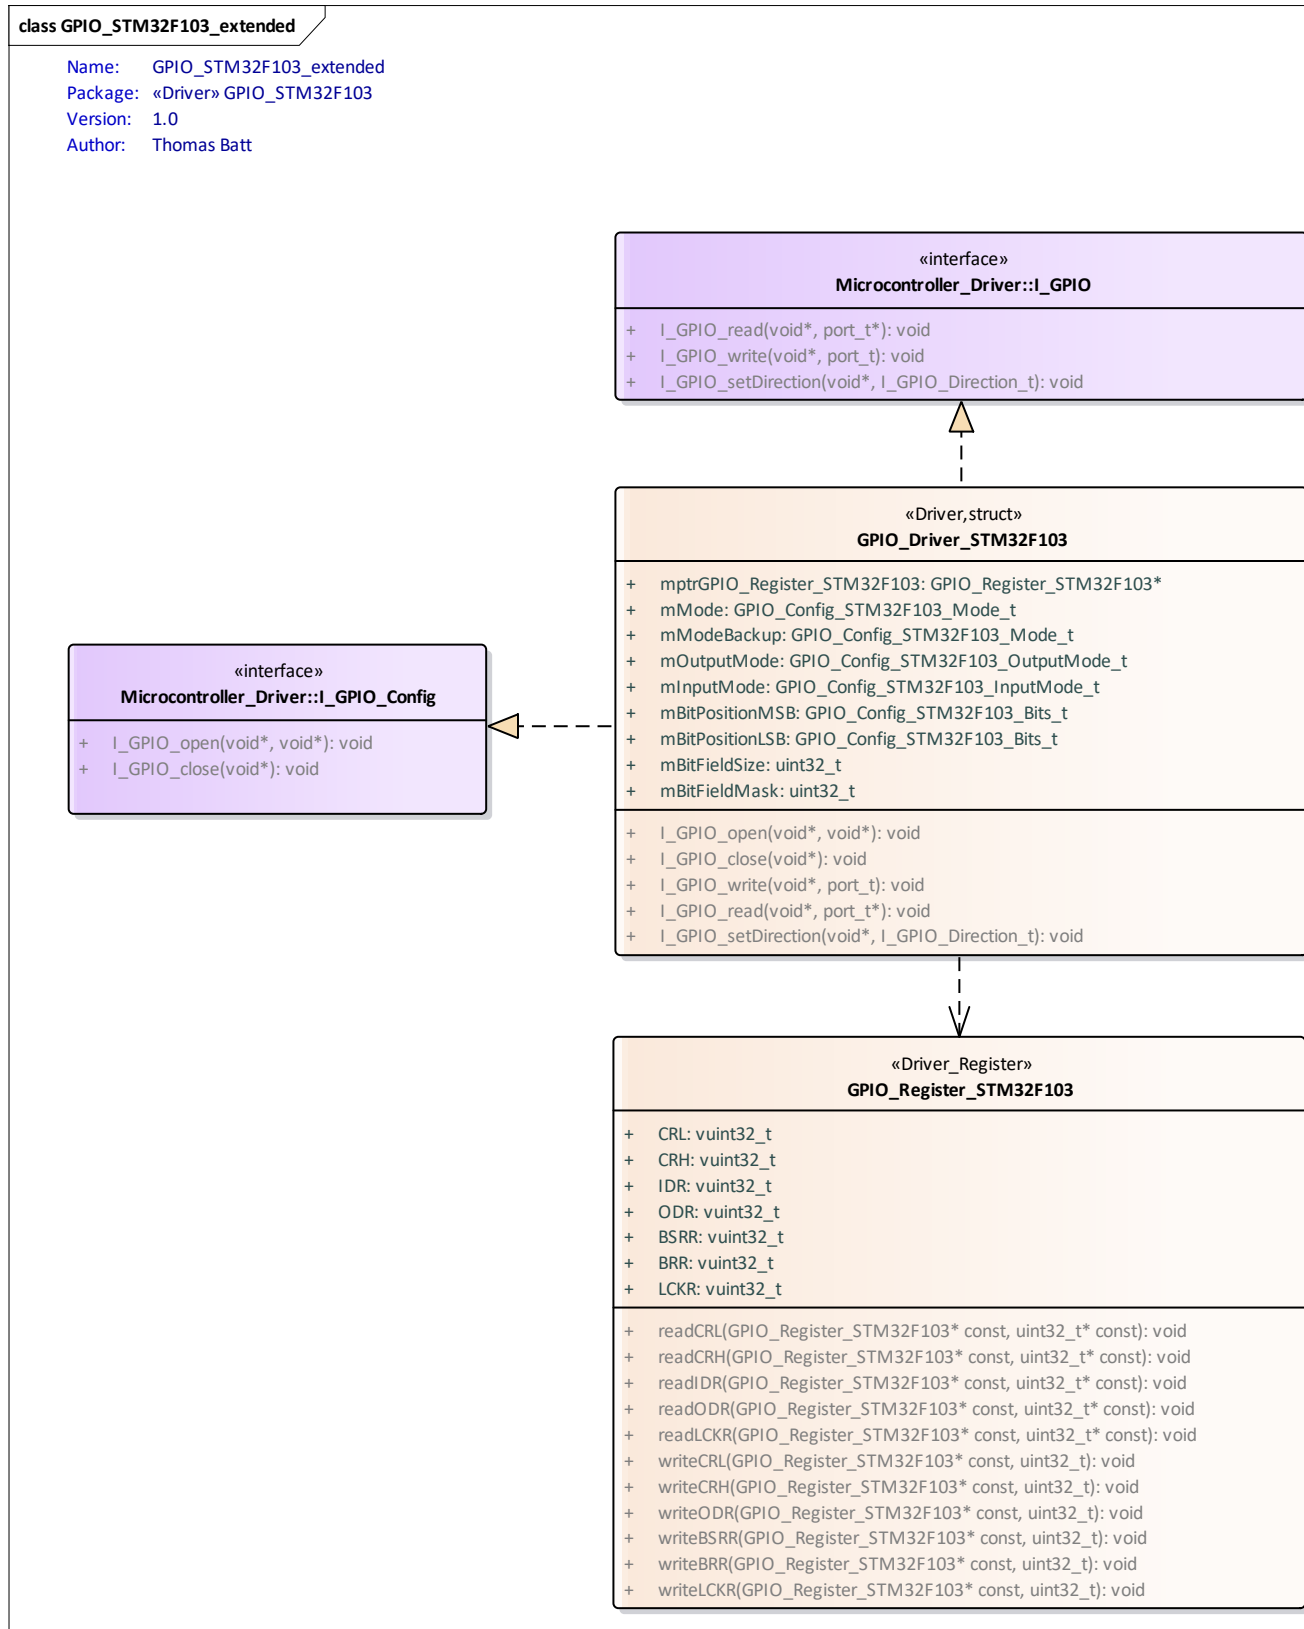 class GPIO_STM32F103_extended
Name: GPIO_STM32F103_extended
Package: «Driver» GPIO_STM32F103
Version: 1.0
Author: Thomas Batt
«interface»
Microcontroller_Driver::I_GPIO
+ I_GPIO_read(void*, port_t*): void
+ I_GPIO_write(void*, port_t): void
+ I_GPIO_setDirection(void*, I_GPIO_Direction_t): void
«Driver,struct»
GPIO_Driver_STM32F103
+ mptrGPIO_Register_STM32F103: GPIO_Register_STM32F103*
+ mMode: GPIO_Config_STM32F103_Mode_t
+ mModeBackup: GPIO_Config_STM32F103_Mode_t
+ mOutputMode: GPIO_Config_STM32F103_OutputMode_t
+ mInputMode: GPIO_Config_STM32F103_InputMode_t
+ mBitPositionMSB: GPIO_Config_STM32F103_Bits_t
+ mBitPositionLSB: GPIO_Config_STM32F103_Bits_t
+ mBitFieldSize: uint32_t
+ mBitFieldMask: uint32_t
+ I_GPIO_open(void*, void*): void
+ I_GPIO_close(void*): void
+ I_GPIO_write(void*, port_t): void
+ I_GPIO_read(void*, port_t*): void
+ I_GPIO_setDirection(void*, I_GPIO_Direction_t): void
«interface»
Microcontroller_Driver::I_GPIO_Config
+ I_GPIO_open(void*, void*): void
+ I_GPIO_close(void*): void
«Driver_Register»
GPIO_Register_STM32F103
+ CRL: vuint32_t
+ CRH: vuint32_t
+ IDR: vuint32_t
+ ODR: vuint32_t
+ BSRR: vuint32_t
+ BRR: vuint32_t
+ LCKR: vuint32_t
+ readCRL(GPIO_Register_STM32F103* const, uint32_t* const): void
+ readCRH(GPIO_Register_STM32F103* const, uint32_t* const): void
+ readIDR(GPIO_Register_STM32F103* const, uint32_t* const): void
+ readODR(GPIO_Register_STM32F103* const, uint32_t* const): void
+ readLCKR(GPIO_Register_STM32F103* const, uint32_t* const): void
+ writeCRL(GPIO_Register_STM32F103* const, uint32_t): void
+ writeCRH(GPIO_Register_STM32F103* const, uint32_t): void
+ writeODR(GPIO_Register_STM32F103* const, uint32_t): void
+ writeBSRR(GPIO_Register_STM32F103* const, uint32_t): void
+ writeBRR(GPIO_Register_STM32F103* const, uint32_t): void
+ writeLCKR(GPIO_Register_STM32F103* const, uint32_t): void